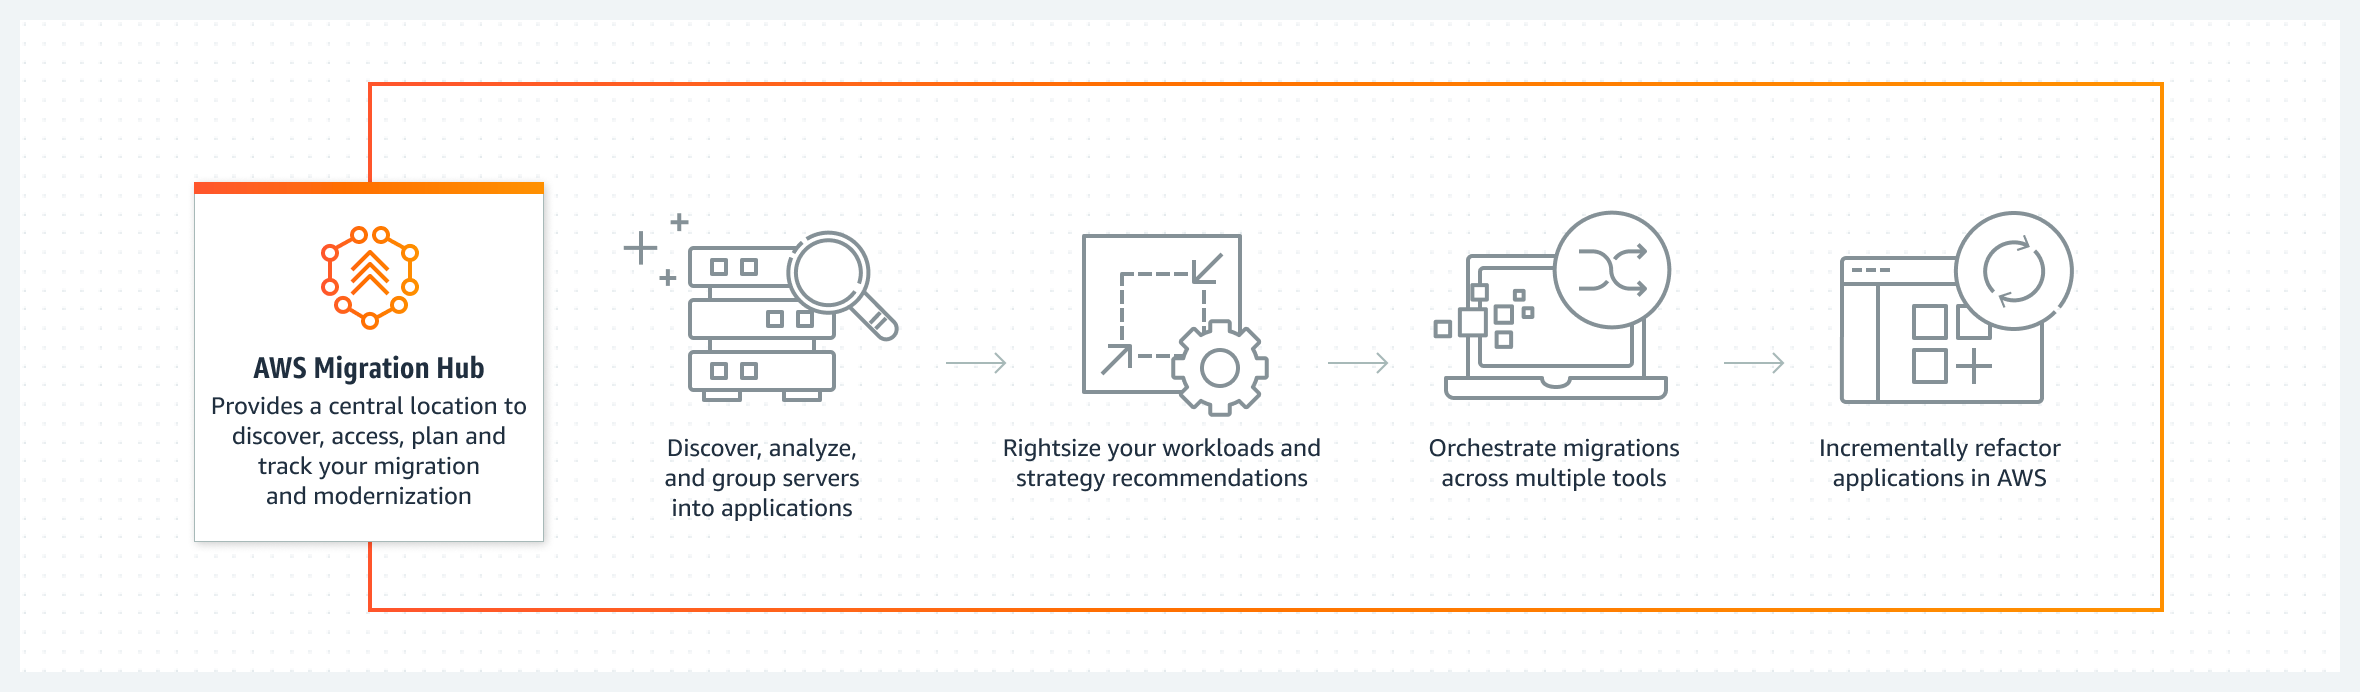 AWS Migration Hub
Provides a central location to
discover, access, plan and
track your migration
and modernization
Discover, analyze,
and group servers
into applications
Rightsize your workloads and
strategy recommendations
Orchestrate migrations
across multiple tools
Incrementally refactor
applications in AWS